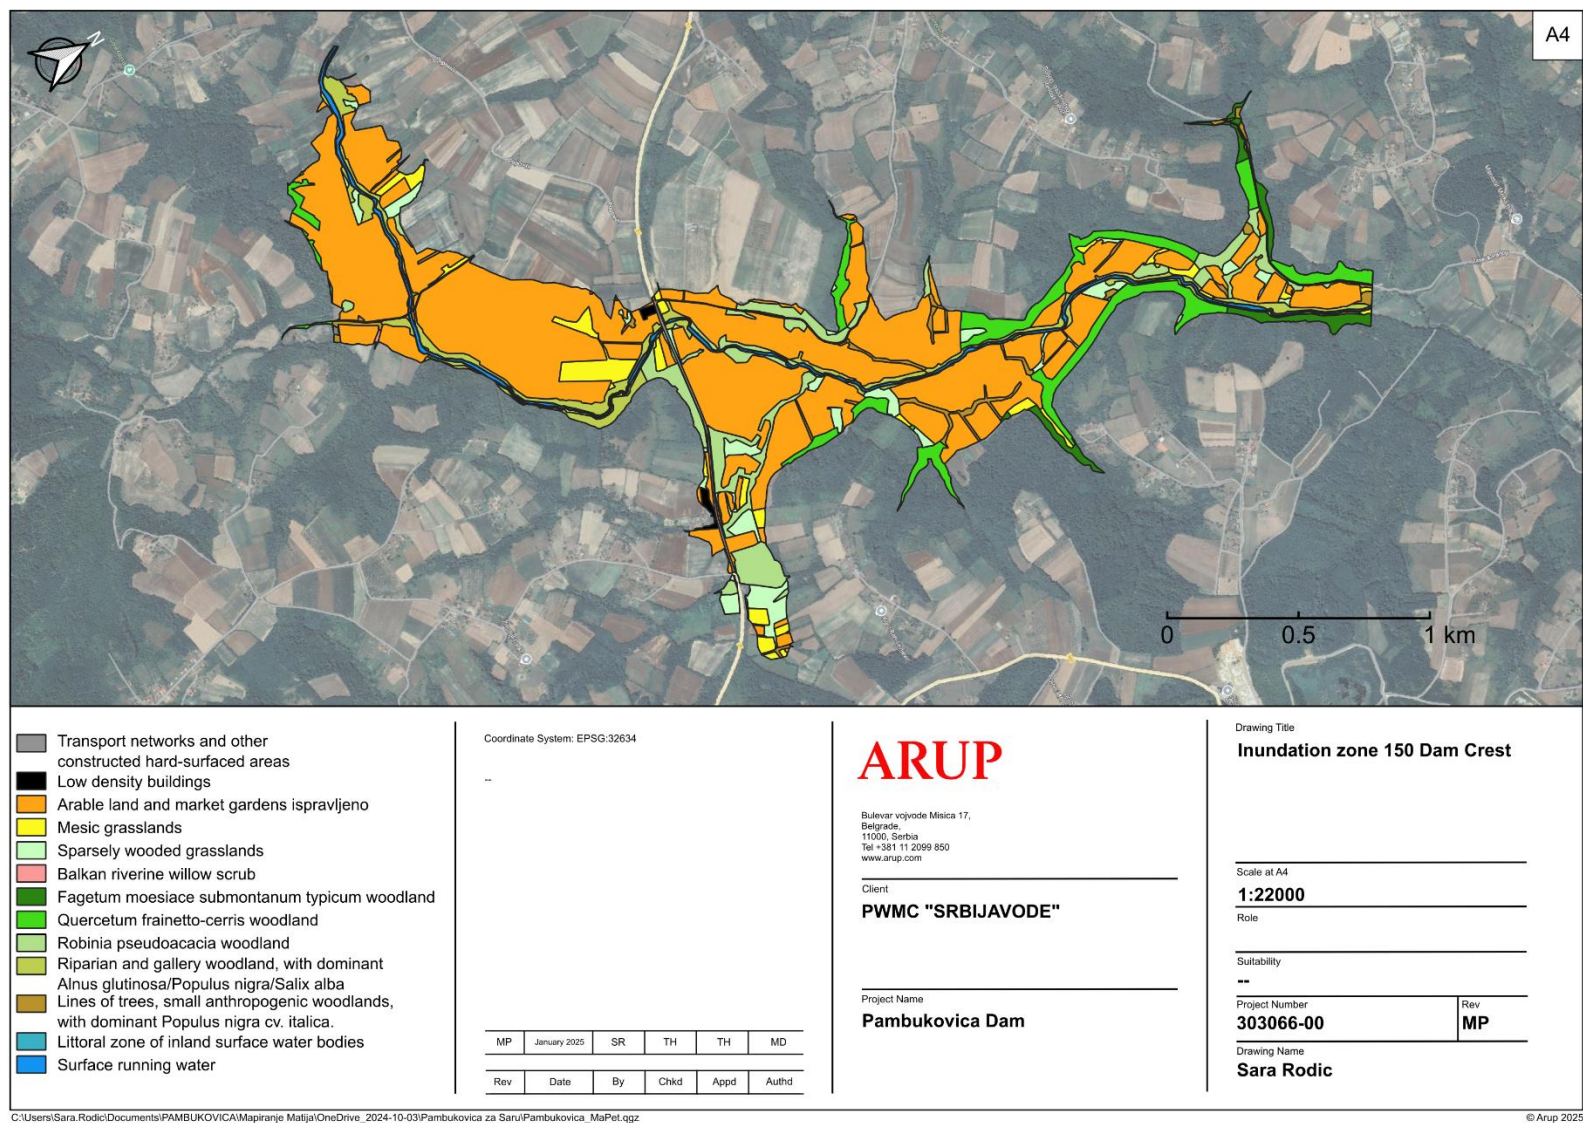 N
A4
0
0.5
1 km
Transport networks and other
constructed hard-surfaced areas
Low density buildings
Arable land and market gardens ispravljeno
Mesic grasslands
Sparsely wooded grasslands
Balkan riverine willow scrub
Fagetum moesiace submontanum typicum woodland
Quercetum frainetto-cerris woodland
Robinia pseudoacacia woodland
Riparian and gallery woodland, with dominant
Alnus glutinosa/Populus nigra/Salix alba
Lines of trees, small anthropogenic woodlands,
with dominant Populus nigra cv. italica.
Littoral zone of inland surface water bodies
Surface running water
Coordinate System: EPSG:32634
--
MP January 2025 SR TH TH MD
Rev Date By Chkd Appd Authd
ARUP
Bulevar vojvode Misica 17,
Belgrade,
11000, Serbia
Tel +381 11 2099 850
www.arup.com
Client
PWMC "SRBIJAVODE"
Project Name
Pambukovica Dam
Drawing Title
Inundation zone 150 Dam Crest
Scale at A4
1:22000
Role
Suitability
--
Project Number
303066-00
Rev
MP
Drawing Name
Sara Rodic
C:\Users\Sara.Rodic\Documents\PAMBUKOVICA\Mapiranje Matija\OneDrive_2024-10-03\Pambukovica za Saru\Pambukovica_MaPet.qgz
© Arup 2025